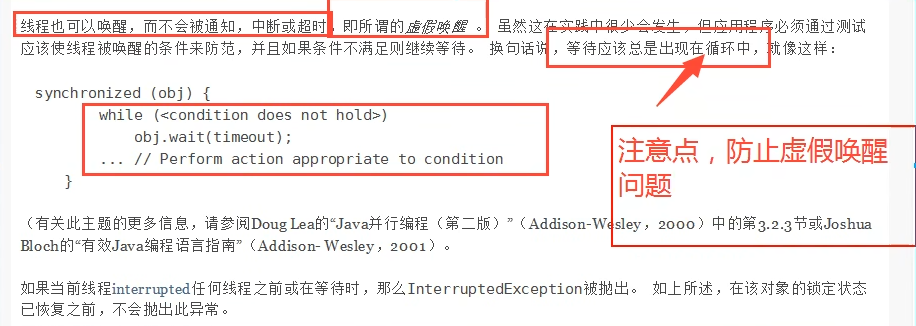 线程也可以唤醒，而不会被通知，中断或超时，即所谓的虚假唤醒 。 虽然这在实践中很少会发生，但应用程序必须通过测试
应该使线程被唤醒的条件来防范，并且如果条件不满足则继续等待。 换句话说，等待应该总是出现在循环中，就像这样：
synchronized (obj) {
while (<condition does not hold>)
obj.wait(timeout);
... // Perform action appropriate to condition
}
注意点，防止虚假唤醒
问题
（有关此主题的更多信息，请参阅Doug Lea的“Java并行编程（第二版）”（Addison-Wesley，2000）中的第3.2.3节或Joshua
Bloch的“有效Java编程语言指南”（Addison- Wesley，2001）。
如果当前线程interrupted任何线程之前或在等待时，那么InterruptedException被抛出。 如上所述，在该对象的锁定状态
已恢复之前，不会抛出此异常。